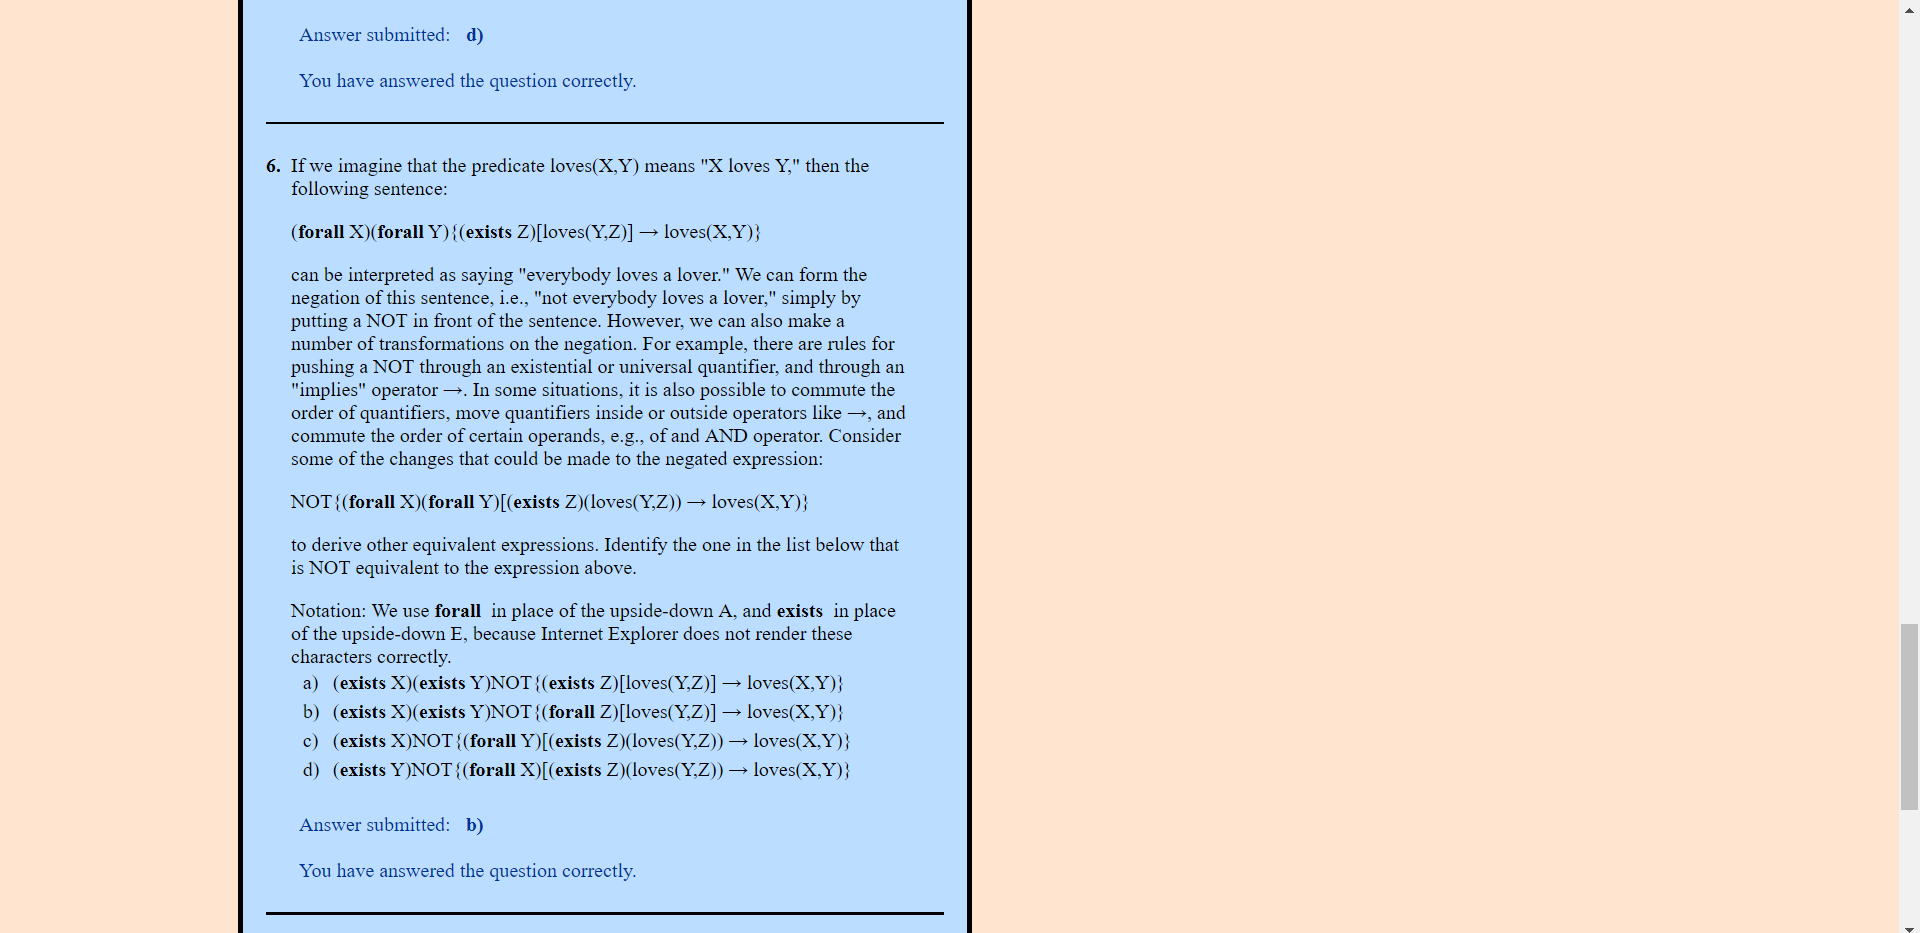 Answer submitted: d)
You have answered the question correctly.
6. If we imagine that the predicate loves(X,Y) means "X loves Y," then the
following sentence:
(forall X)(forall Y){(exists Z)[loves(Y,Z)] → loves(X,Y)}
can be interpreted as saying "everybody loves a lover." We can form the
negation of this sentence, i.e., "not everybody loves a lover," simply by
putting a NOT in front of the sentence. However, we can also make a
number of transformations on the negation. For example, there are rules for
pushing a NOT through an existential or universal quantifier, and through an
"implies" operator →. In some situations, it is also possible to commute the
order of quantifiers, move quantifiers inside or outside operators like →, and
commute the order of certain operands, e.g., of and AND operator. Consider
some of the changes that could be made to the negated expression:
NOT{(forall X)(forall Y)[(exists Z)(loves(Y,Z)) → loves(X,Y)}
to derive other equivalent expressions. Identify the one in the list below that
is NOT equivalent to the expression above.
Notation: We use forall in place of the upside-down A, and exists in place
of the upside-down E, because Internet Explorer does not render these
characters correctly.
a) (exists X)(exists Y)NOT{(exists Z)[loves(Y,Z)] → loves(X,Y)}
b) (exists X)(exists Y)NOT{(forall Z)[loves(Y,Z)] → loves(X,Y)}
c) (exists X)NOT{(forall Y)[(exists Z)(loves(Y,Z)) → loves(X,Y)}
d) (exists Y)NOT{(forall X)[(exists Z)(loves(Y,Z)) → loves(X,Y)}
Answer submitted: b)
You have answered the question correctly.